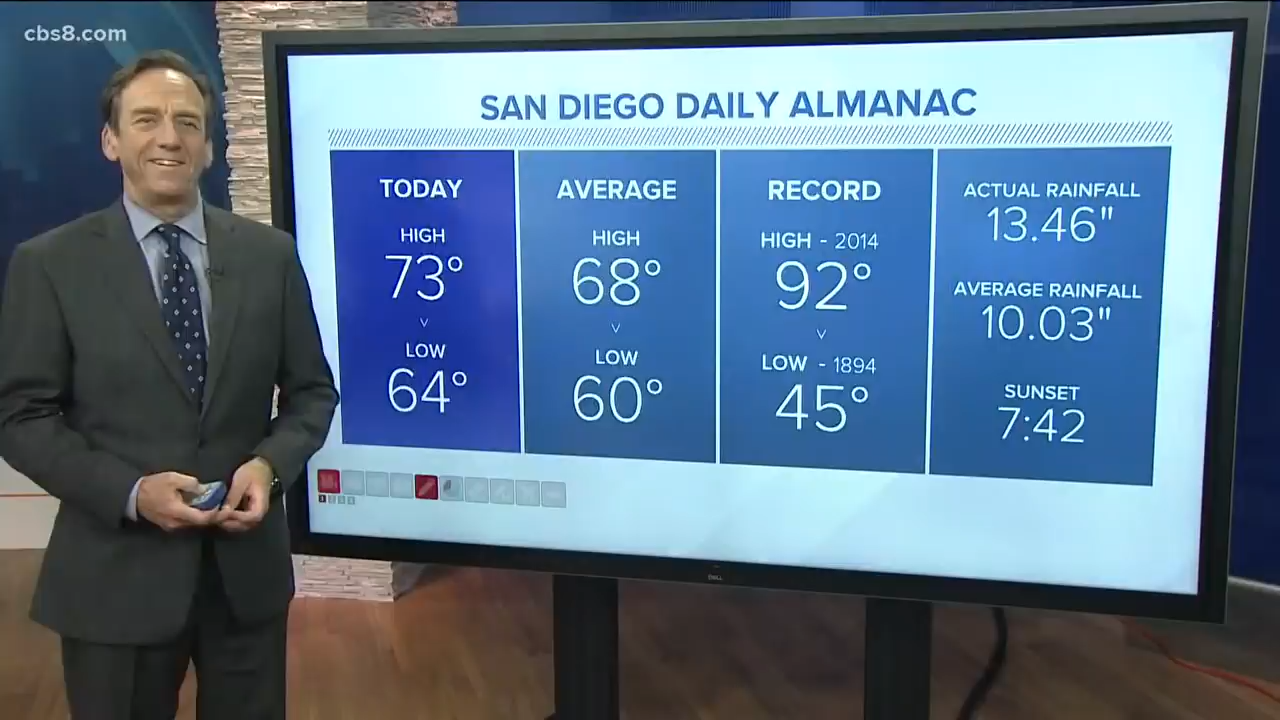 cbs8.com
SAN DIEGO DAILY ALMANAC
TODAY
HIGH
73°
LOW
64°
AVERAGE
HIGH
68°
LOW
60°
RECORD
HIGH - 2014
92°
LOW - 1894
45°
ACTUAL RAINFALL
13.46"
AVERAGE RAINFALL
10.03"
SUNSET
7:42
DELL